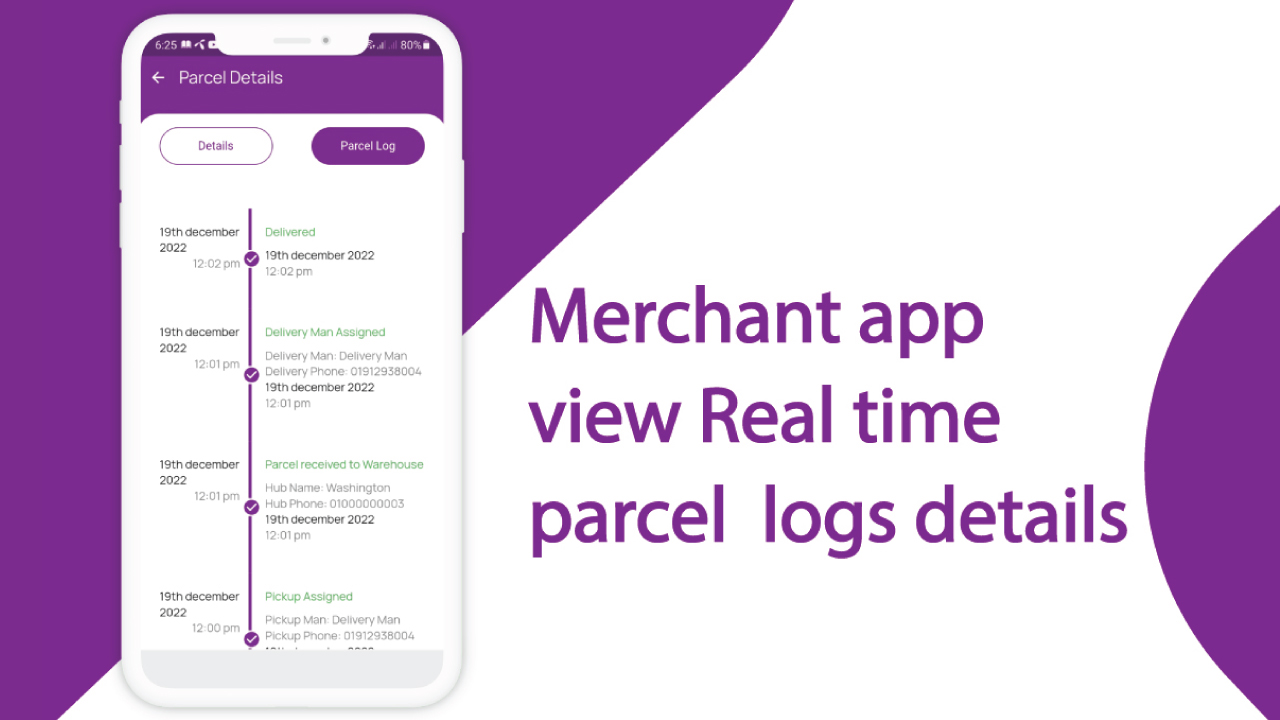 6:25
80%
Parcel Details
Details
Parcel Log
19th december
2022
12:02 pm
Delivered
19th december 2022
12:02 pm
19th december
2022
12:01 pm
Delivery Man Assigned
Delivery Man: Delivery Man
Delivery Phone: 01912938004
19th december 2022
12:01 pm
19th december
2022
12:01 pm
Parcel received to Warehouse
Hub Name: Washington
Hub Phone: 01000000003
19th december 2022
12:01 pm
19th december
2022
12:00 pm
Pickup Assigned
Pickup Man: Delivery Man
Pickup Phone: 01912938004
Merchant app
view Real time
parcel logs details